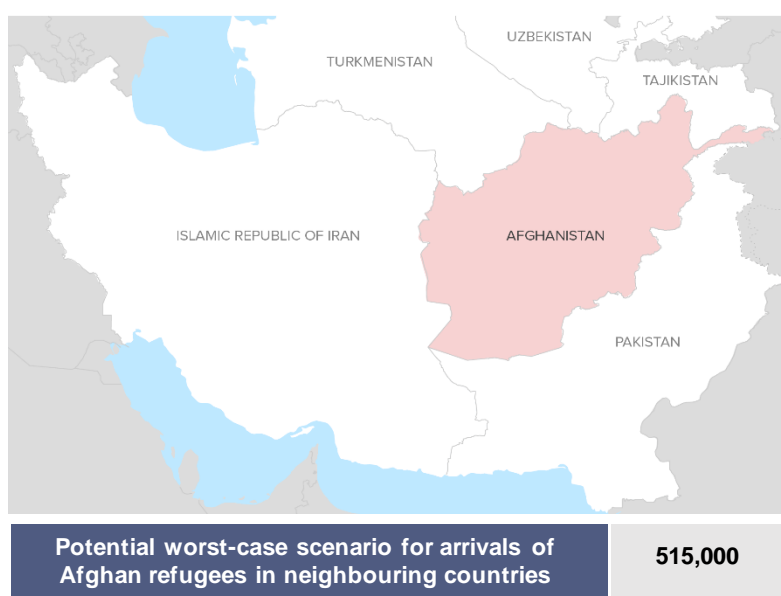 UZBEKISTAN
TURKMENISTAN
TAJIKISTAN
ISLAMIC REPUBLIC OF IRAN
AFGHANISTAN
PAKISTAN
Potential worst-case scenario for arrivals of
Afghan refugees in neighbouring countries
515,000